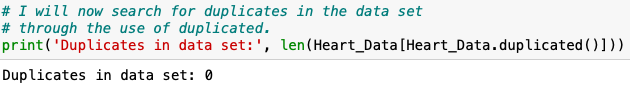 # I will now search for duplicates in the data set
# through the use of duplicated.
print('Duplicates in data set:', len(Heart_Data[Heart_Data.duplicated()]))
Duplicates in data set: 0